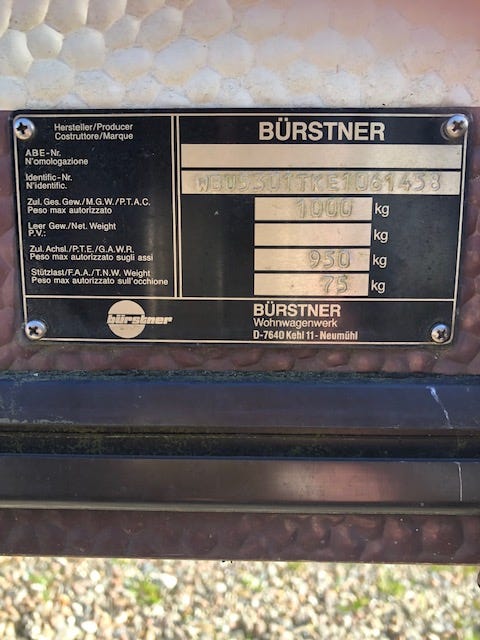 Hersteller/Producer
Costruttore/Marque
BÜRSTNER
ABE-Nr.
N°omologazione
Identific-Nr.
N°identific.
WB05301TKE1061458
Zul. Ges. Gew./M.G.W./P.T.A.C.
Peso max autorizzato
1000 kg
Leer Gew./Net. Weight
P.V.:
kg
Zul. Achsl./P.T.E./G.A.W.R.
Peso max autorizzato sugli assi
950 kg
Stützlast/F.A.A./T.N.W. Weight
Peso max autorizzato sull'occhione
75 kg
bürstner
BÜRSTNER
Wohnwagenwerk
D-7640 Kehl 11-Neumühl